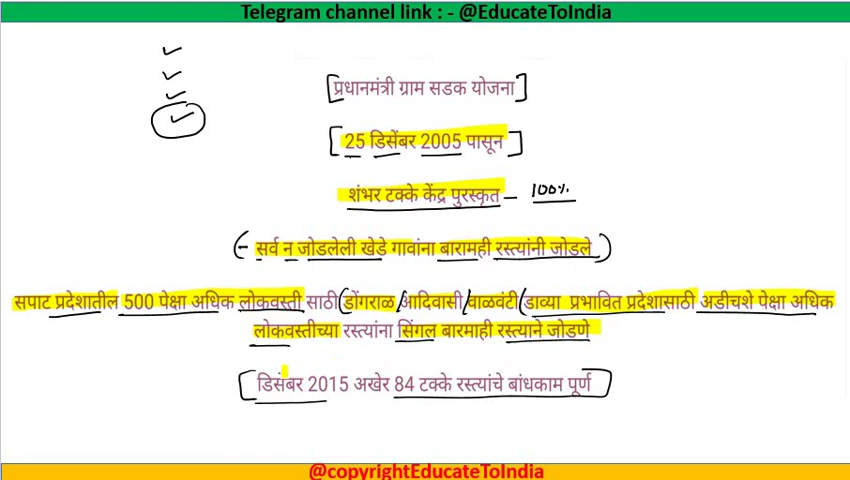 Telegram channel link : - @EducateToIndia
प्रधानमंत्री ग्राम सडक योजना
25 डिसेंबर 2005 पासून
शंभर टक्के केंद्र पुरस्कृत – 100%
सर्व न जोडलेली खेडे गावांना बारामही रस्त्यांनी जोडले
सपाट प्रदेशातील 500 पेक्षा अधिक लोकवस्ती साठी डोंगराळ/आदिवासी/वाळवंटी डाव्या प्रभावित प्रदेशासाठी अडीचशे पेक्षा अधिक
लोकवस्तीच्या रस्त्यांना सिंगल बारमाही रस्त्याने जोडणे
डिसेंबर 2015 अखेर 84 टक्के रस्त्यांचे बांधकाम पूर्ण
@copyrightEducateToIndia